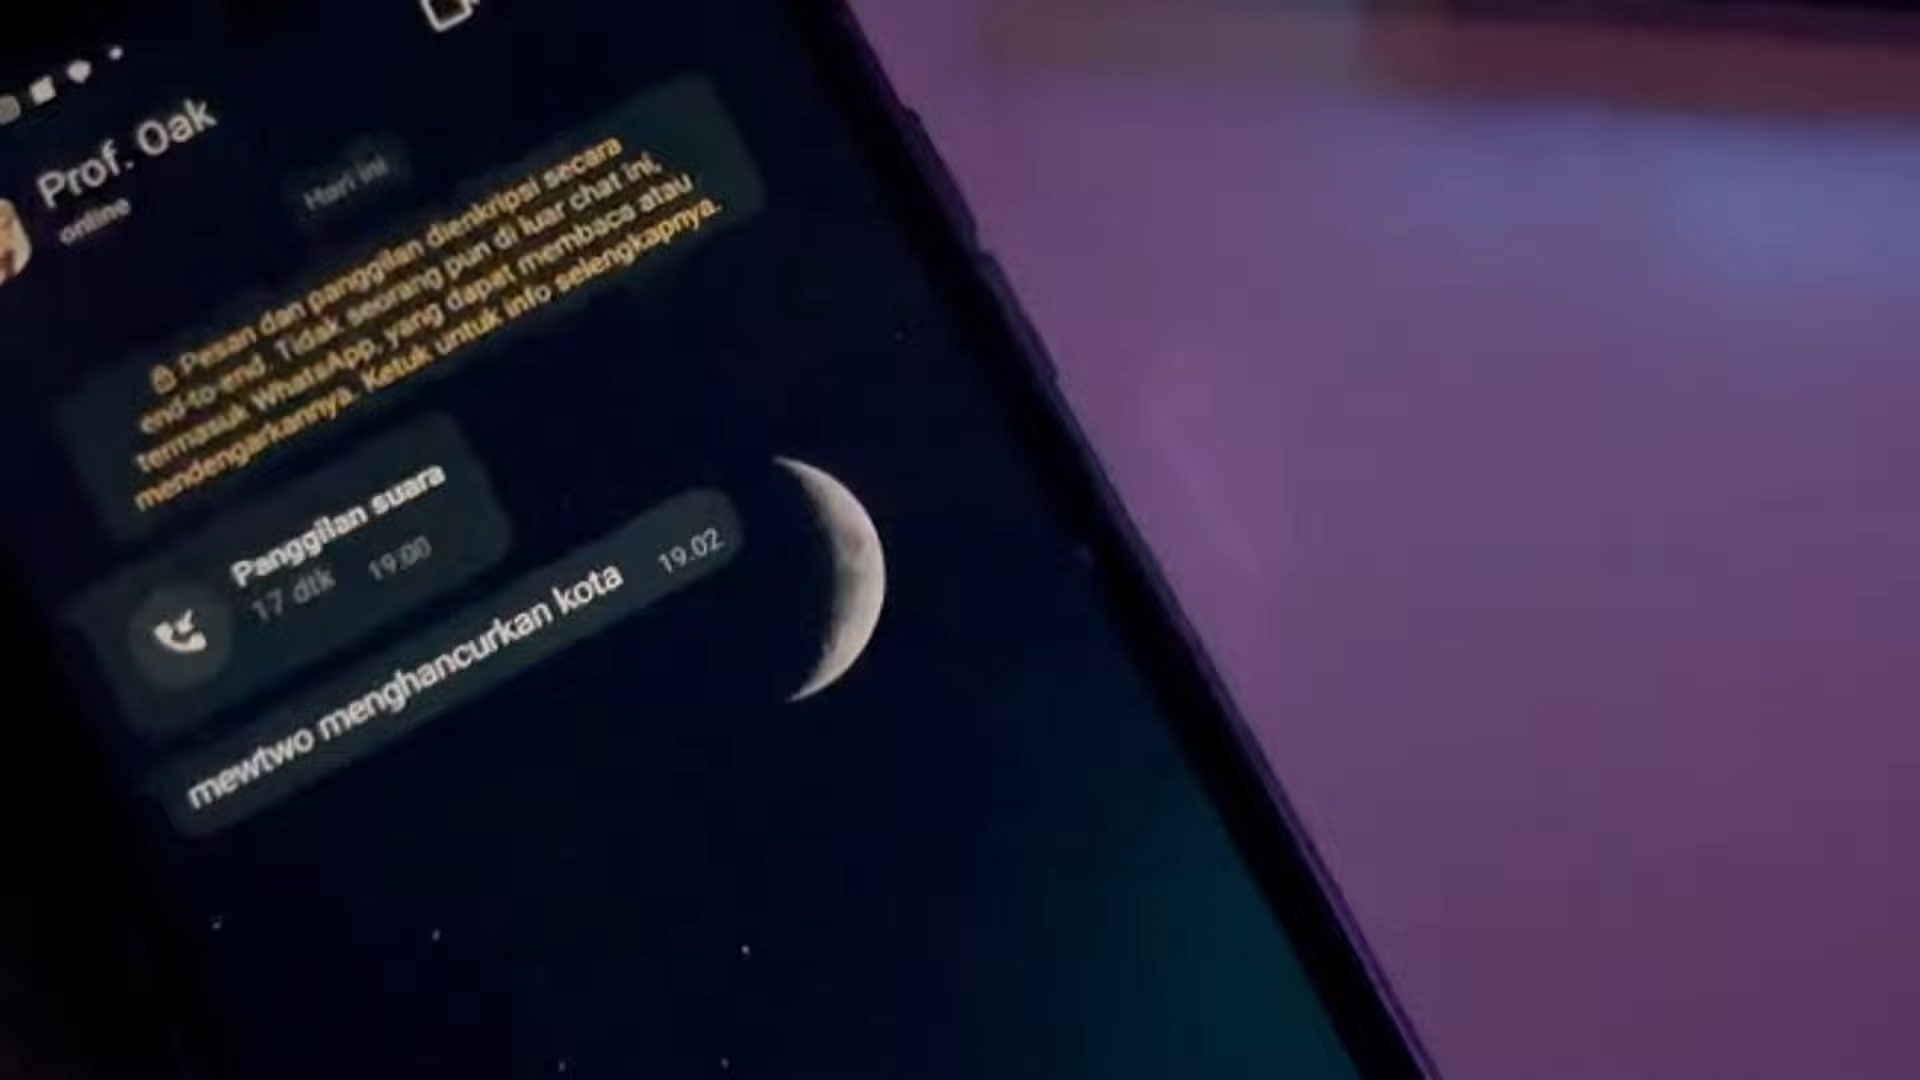 Prof. Oak
online
Hari ini
Pesan dan panggilan dienkripsi secara
end-to-end. Tidak seorang pun di luar chat ini,
termasuk WhatsApp, yang dapat membaca atau
mendengarkannya. Ketuk untuk info selengkapnya.
Panggilan suara
17 dtk 19.00
mewtwo menghancurkan kota 19.02